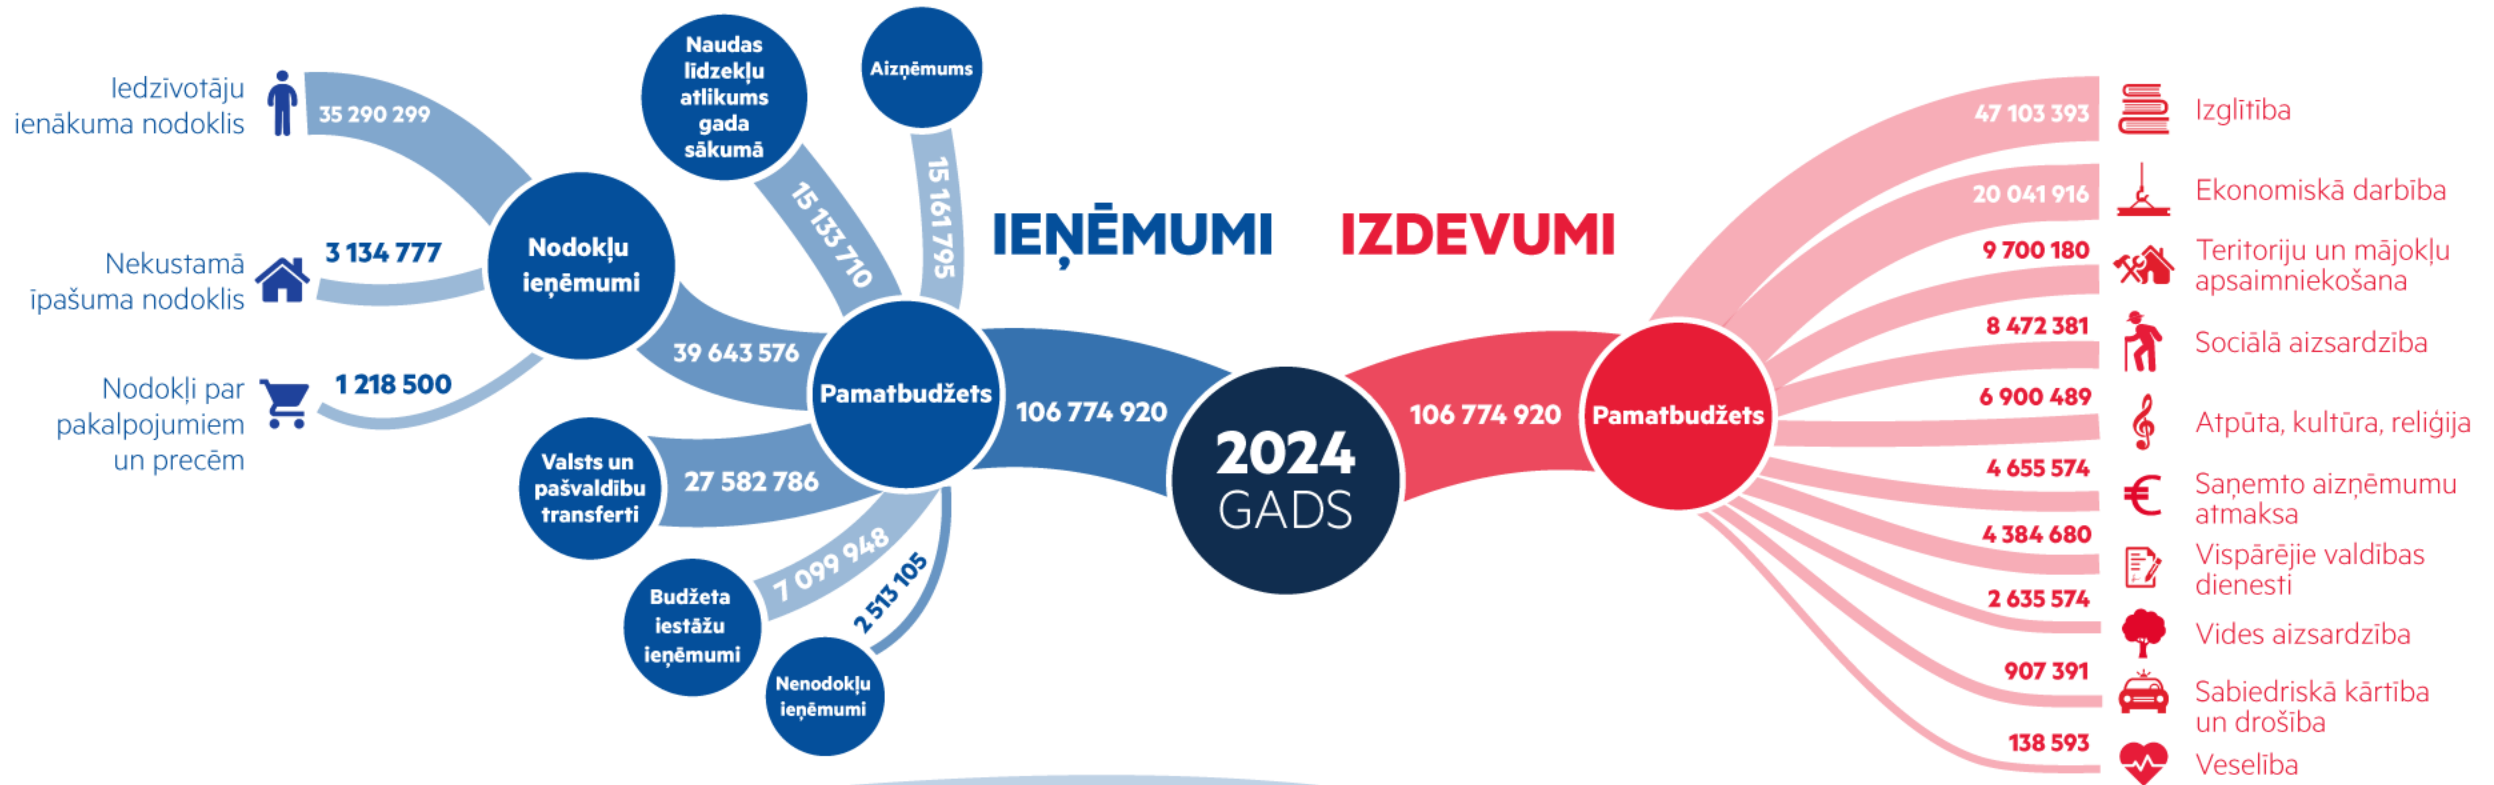 Iedzīvotāju
ienākuma nodoklis
35 290 299
Nekustamā
īpašuma nodoklis
3 134 777
Nodokļi par
pakalpojumiem
un precēm
1 218 500
Nodokļu
ieņēmumi
39 643 576
Naudas
līdzekļu
atlikums
gada
sākumā
15 133 710
Aizņēmums
15 161 795
Valsts un
pašvaldību
transferti
27 582 786
Budžeta
iestāžu
ieņēmumi
7 099 948
Nenodokļu
ieņēmumi
2 513 105
Pamatbudžets
IEŅĒMUMI
106 774 920
2024
GADS
IZDEVUMI
106 774 920
Pamatbudžets
47 103 393
Izglītība
20 041 916
Ekonomiskā darbība
9 700 180
Teritoriju un mājokļu
apsaimniekošana
8 472 381
Sociālā aizsardzība
6 900 489
Atpūta, kultūra, reliģija
4 655 574
Saņemto aizņēmumu
atmaksa
4 384 680
Vispārējie valdības
dienesti
2 635 574
Vides aizsardzība
907 391
Sabiedriskā kārtība
un drošība
138 593
Veselība